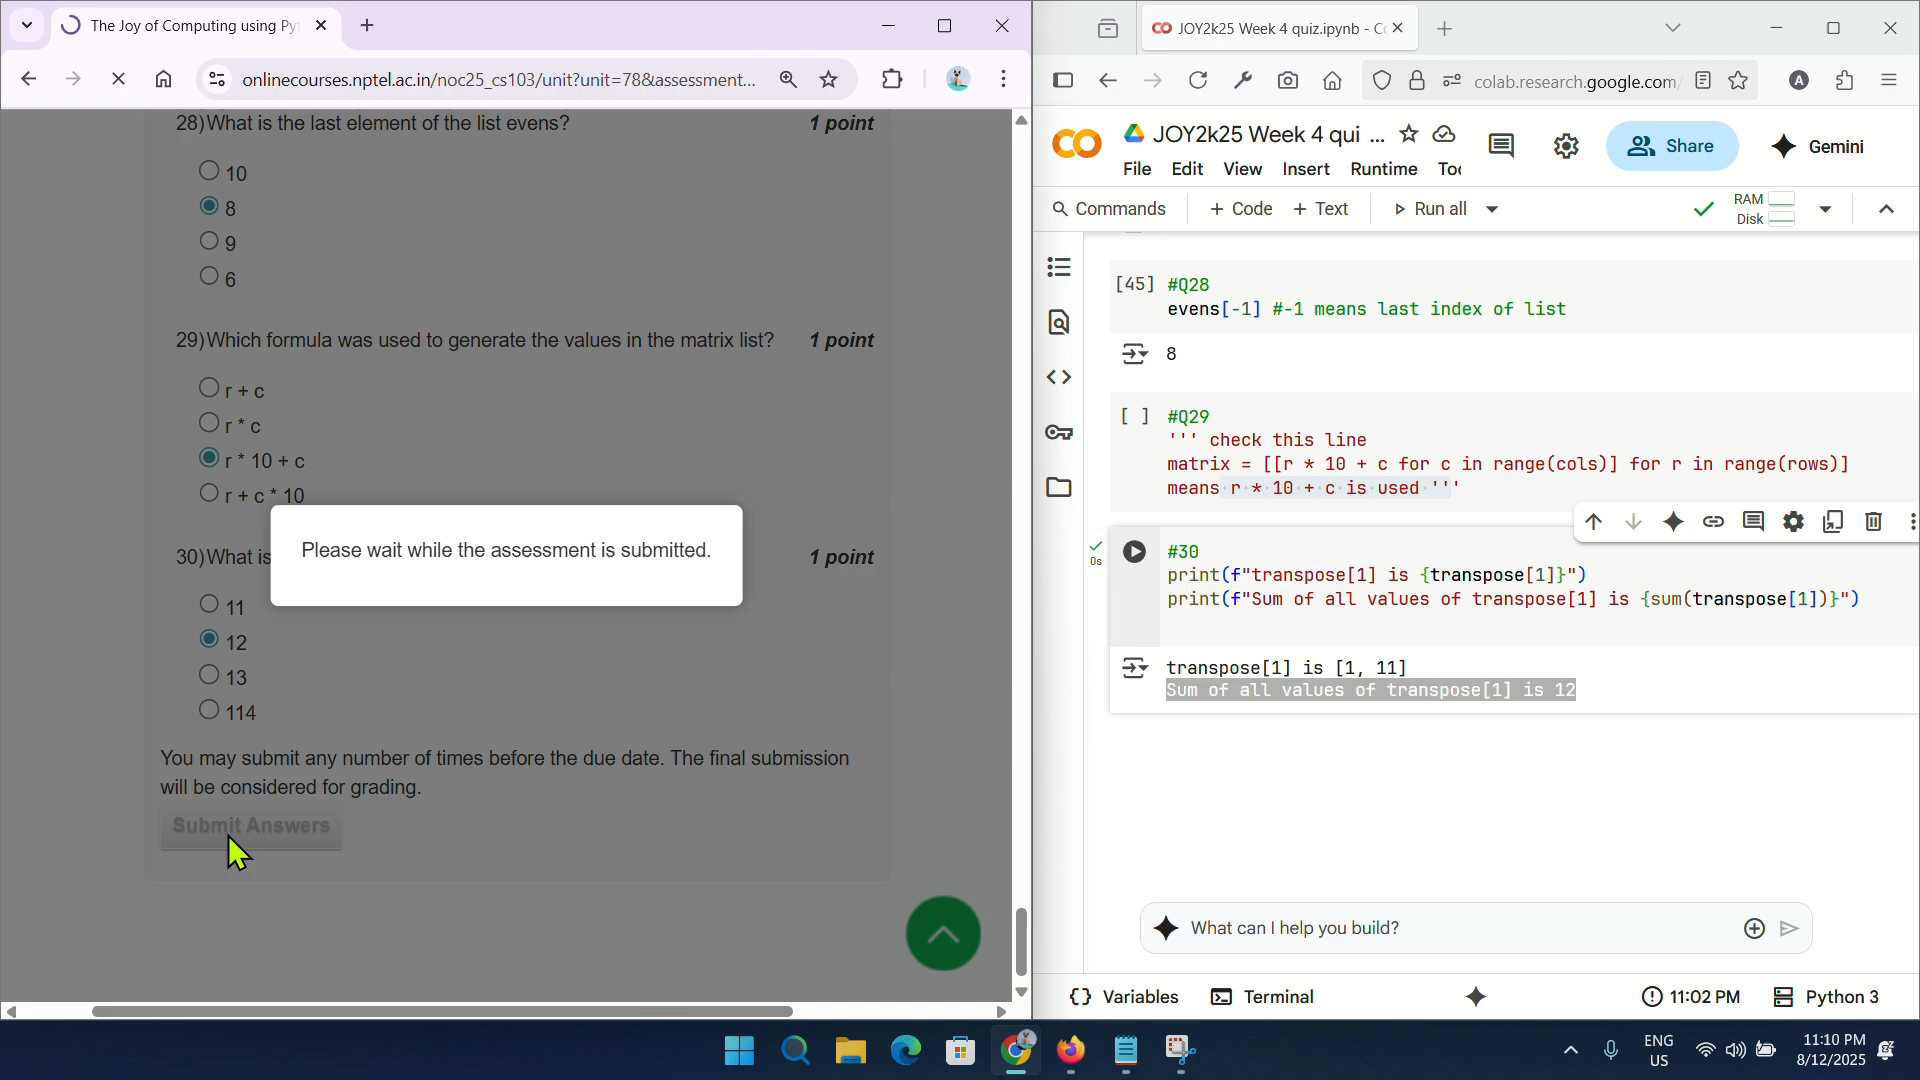 The Joy of Computing using Py
onlinecourses.nptel.ac.in/noc25_cs103/unit?unit=78&assessment...
28)What is the last element of the list evens?
1 point
10
8
9
6
29)Which formula was used to generate the values in the matrix list?
1 point
r + c
r * c
r * 10 + c
r + c * 10
Please wait while the assessment is submitted.
30)What is
1 point
11
12
13
114
You may submit any number of times before the due date. The final submission
will be considered for grading.
Submit Answers
JOY2k25 Week 4 quiz.ipynb - Co
colab.research.google.com
A
JOY2k25 Week 4 qui ...
Share
Gemini
File Edit View Insert Runtime Too
Commands
+ Code + Text
Run all
RAM
Disk
[45] #Q28
evens[-1] #-1 means last index of list
8
[ ] #Q29
''' check this line
matrix = [[r * 10 + c for c in range(cols)] for r in range(rows)]
means r * 10 + c is used '''
0s
#30
print(f"transpose[1] is {transpose[1]}")
print(f"Sum of all values of transpose[1] is {sum(transpose[1])}")
transpose[1] is [1, 11]
Sum of all values of transpose[1] is 12
What can I help you build?
{} Variables
Terminal
11:02 PM
Python 3
ENG
US
11:10 PM
8/12/2025